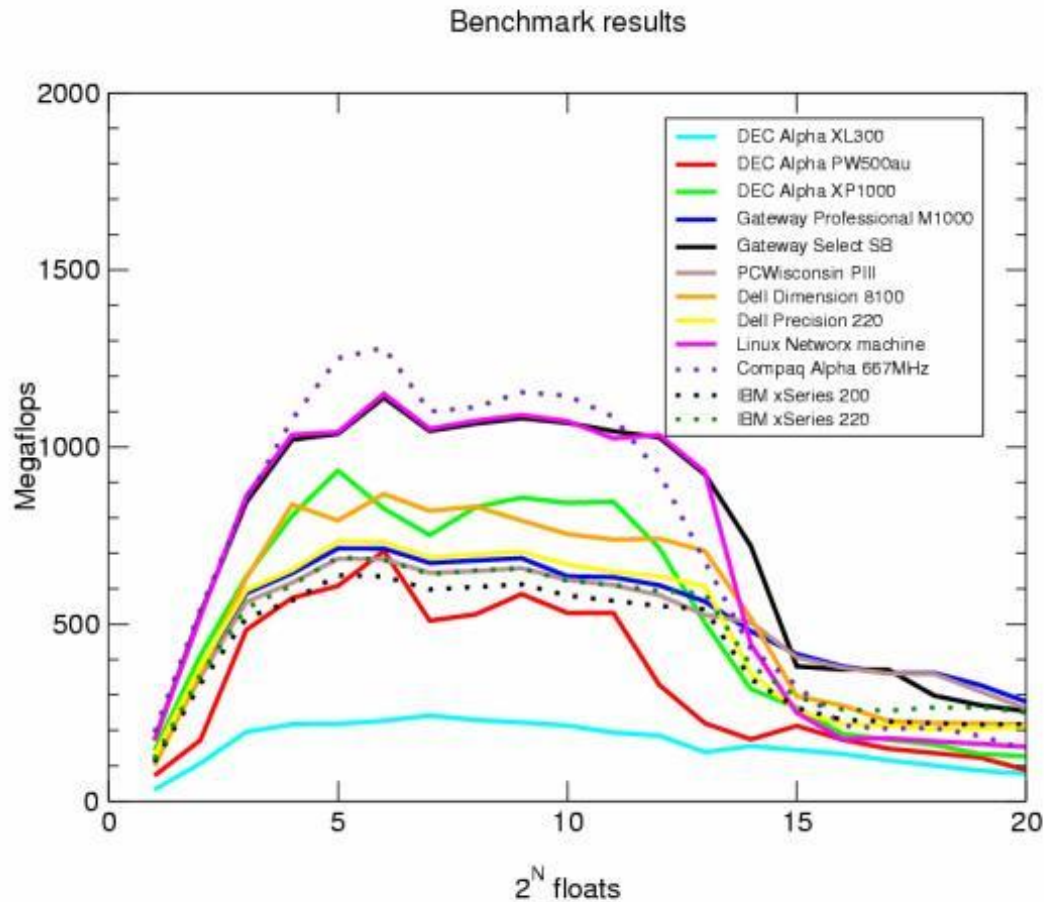 Benchmark results
2000
1500
1000
500
0
Megaflops
DEC Alpha XL300
DEC Alpha PW500au
DEC Alpha XP1000
Gateway Professional M1000
Gateway Select SB
PCWisconsin PIII
Dell Dimension 8100
Dell Precision 220
Linux Networx machine
Compaq Alpha 667MHz
IBM xSeries 200
IBM xSeries 220
0 5 10 15 20
2^N floats